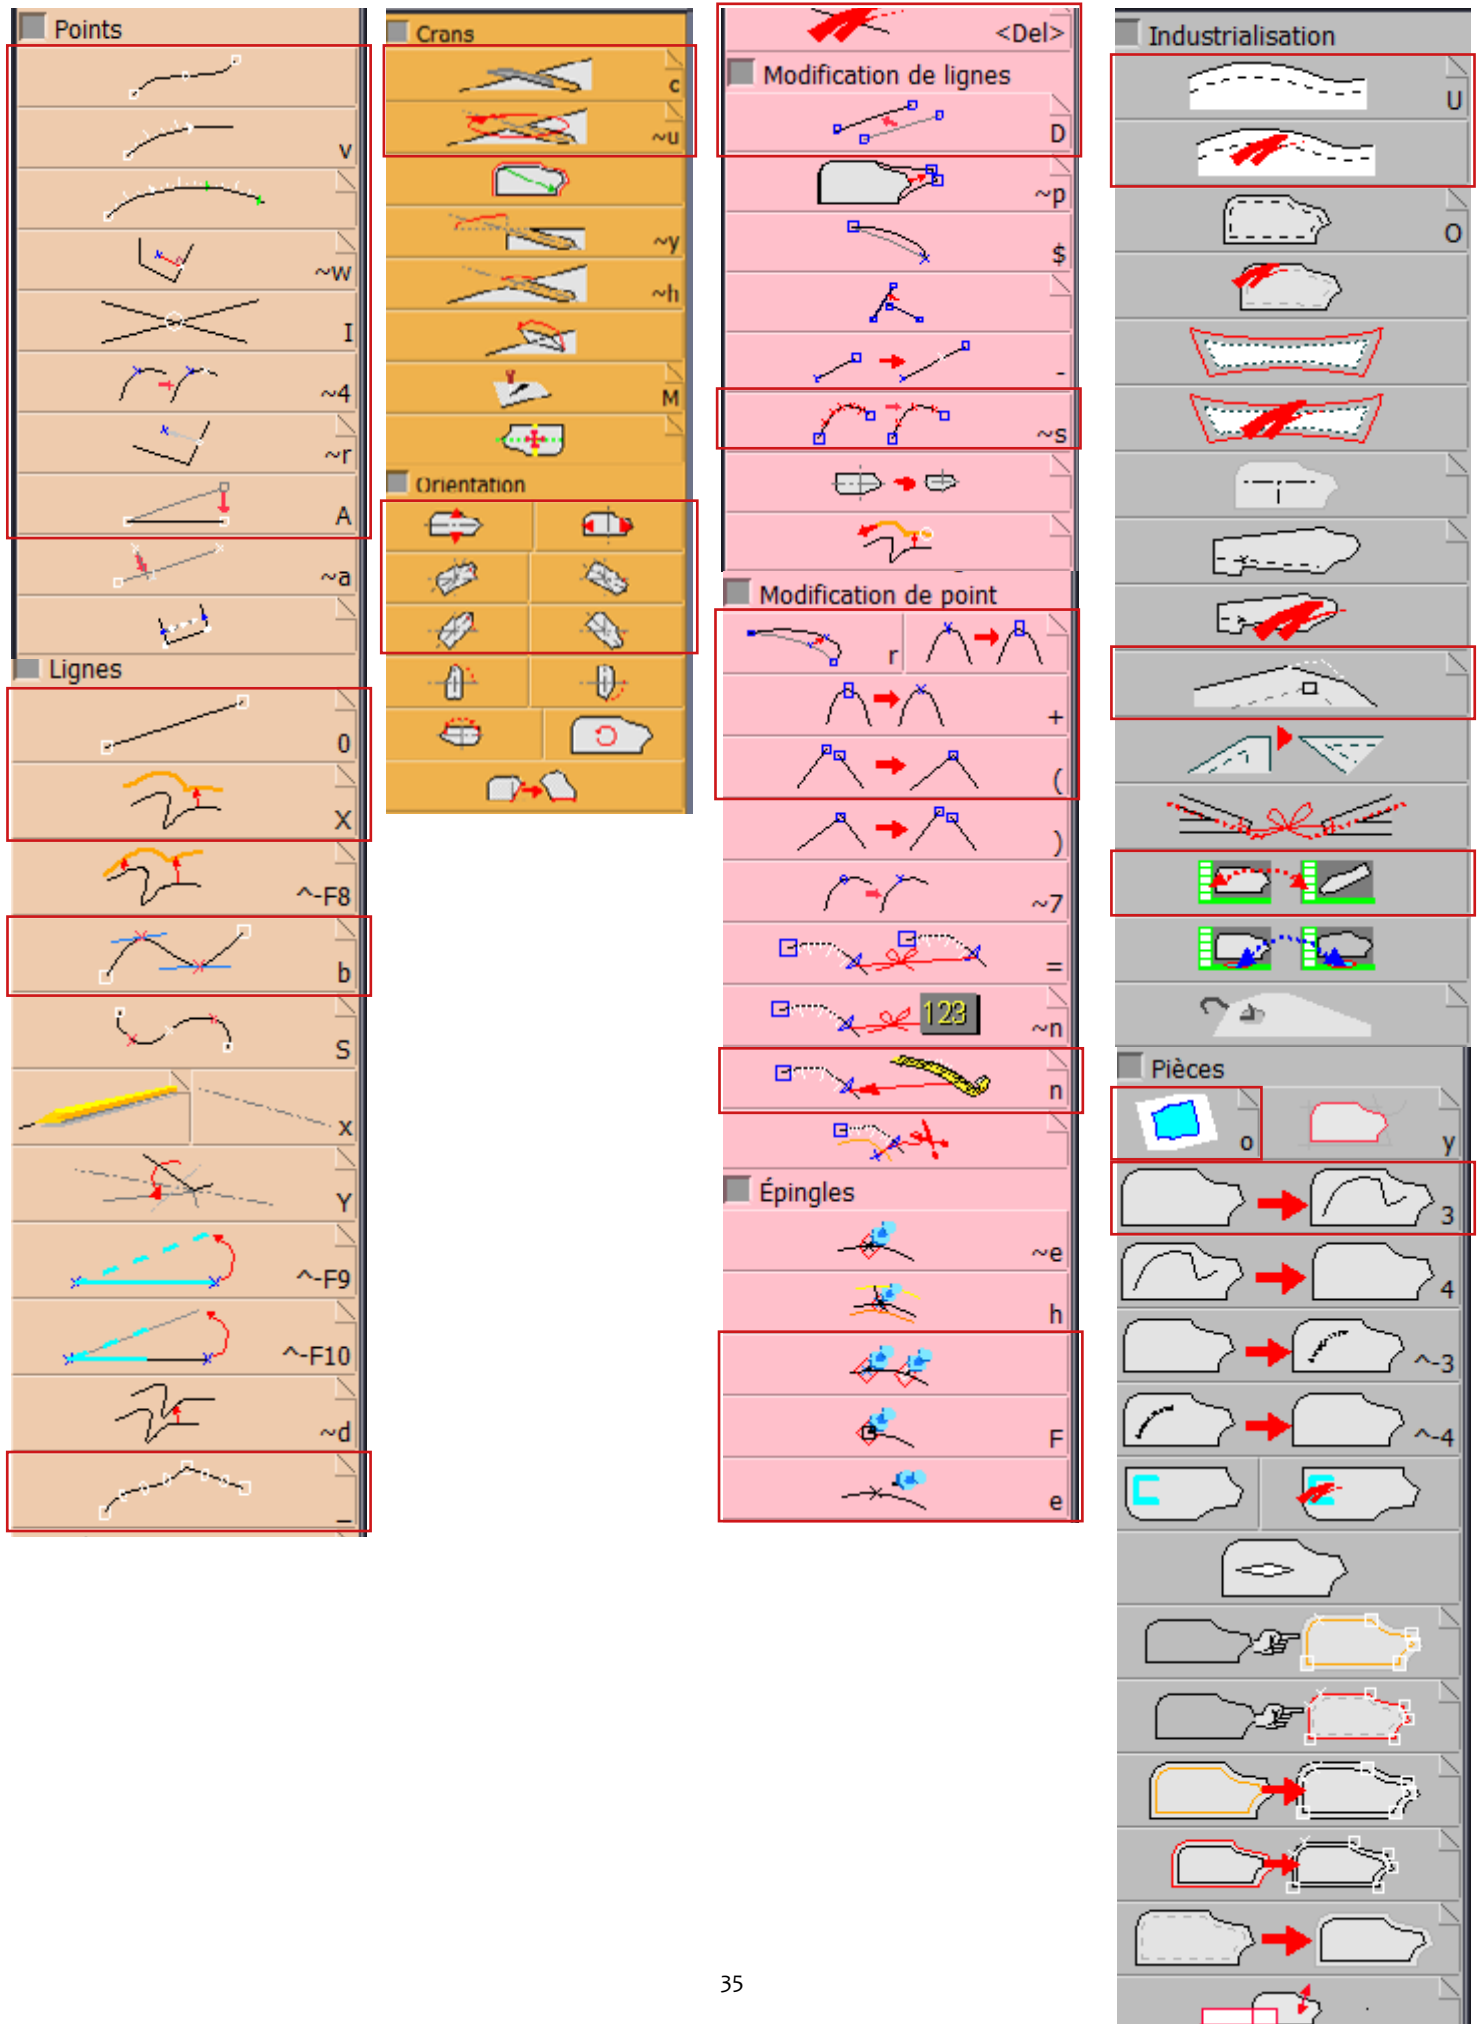 Points
v
~w
I
~4
~r
A
~a
Lignes
0
X
^-F8
b
S
x
Y
^-F9
^-F10
~d
_
Crans
c
~u
~y
~h
M
Orientation
<Del>
Modification de lignes
D
~p
$
-
-
~s
Modification de point
r
+
(
)
~7
=
123
~n
n
Épingles
~e
h
F
e
Industrialisation
U
O
Pièces
o
y
3
4
^-3
^-4
35